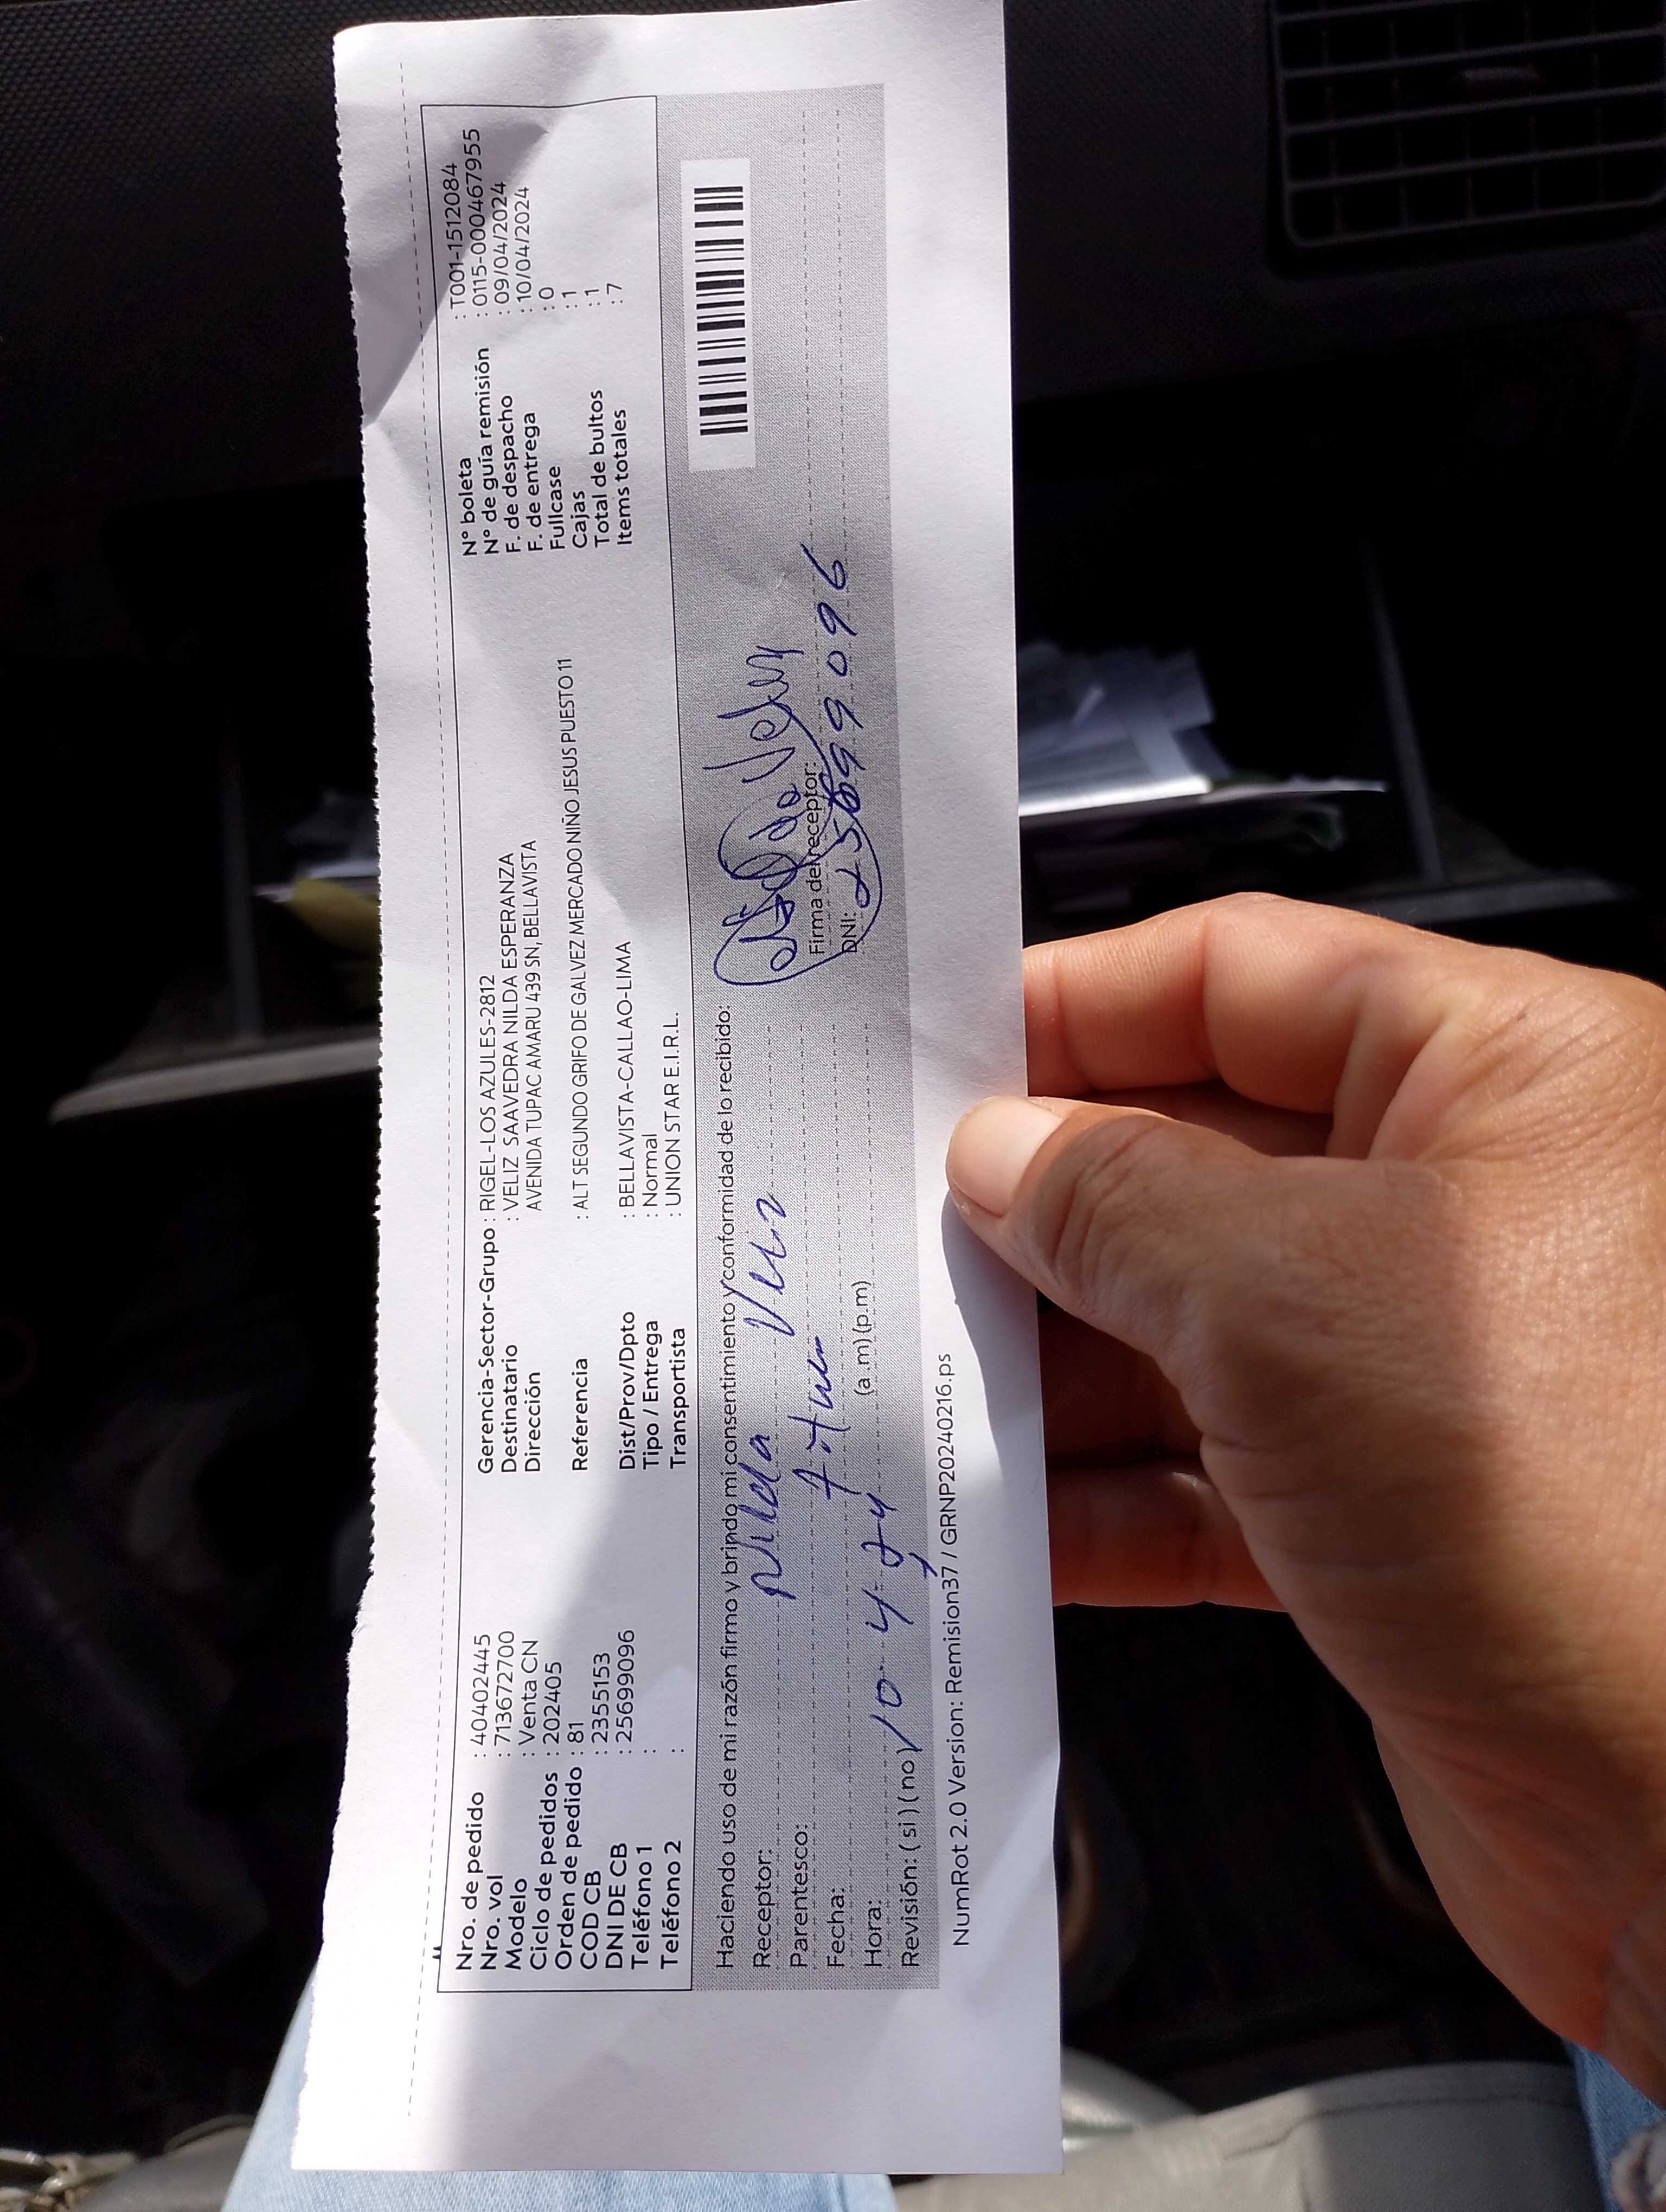 Nro. de pedido : 40402445
Nro. vol : 713672700
Modelo : Venta CN
Ciclo de pedidos : 202405
Orden de pedido : 81
COD CB : 2355153
DNI DE CB : 25699096
Teléfono 1 :
Teléfono 2 :
Gerencia-Sector-Grupo : RIGEL-LOS AZULES-2812
Destinatario : VELIZ SAAVEDRA NILDA ESPERANZA
Dirección AVENIDA TUPAC AMARU 439 SN, BELLAVISTA
Referencia : ALT SEGUNDO GRIFO DE GALVEZ MERCADO NIÑO JESUS PUESTO 11
Dist/Prov/Dpto : BELLAVISTA-CALLAO-LIMA
Tipo / Entrega : Normal
Transportista : UNION STAR E.I.R.L.
N° boleta : T001-1512084
N° de guía remisión : 0115-0000467955
F. de despacho : 09/04/2024
F. de entrega : 10/04/2024
Fullcase : 0
Cajas : 1
Total de bultos : 1
Items totales : 7
Haciendo uso de mi razón firmo y brindo mi consentimiento y conformidad de lo recibido:
Receptor: Nilda Veliz
Parentesco:
Fecha:
Hora: 10 4 24 (a.m) (p.m)
Revisión: ( si ) ( no )
Firma del receptor:
DNI: 25699096
NumRot 2.0 Version: Remision37 / GRNP20240216.ps